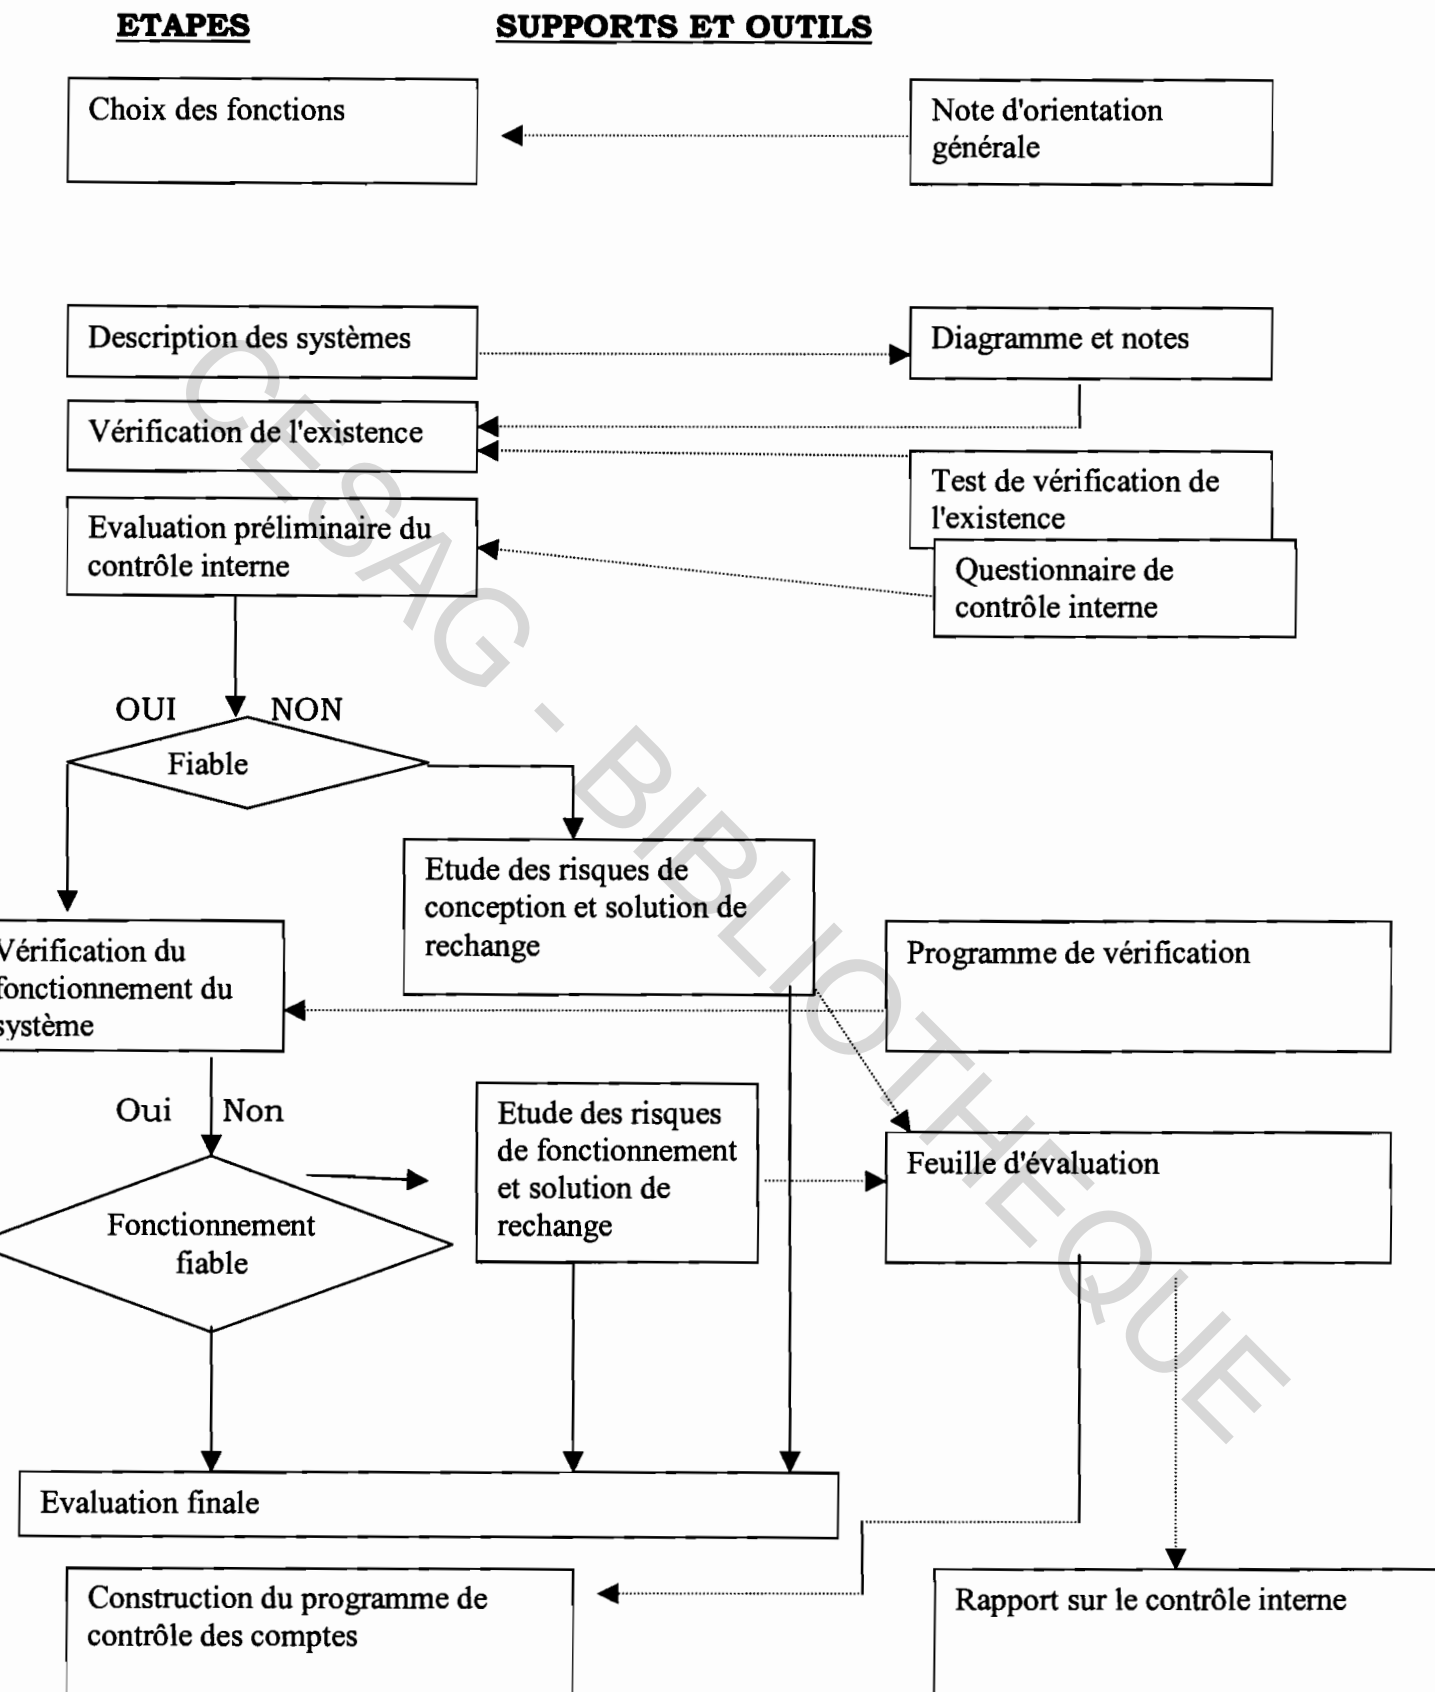 ETAPES
SUPPORTS ET OUTILS
Choix des fonctions
Note d'orientation
générale
Description des systèmes
Diagramme et notes
Vérification de l'existence
Test de vérification de
l'existence
Evaluation préliminaire du
contrôle interne
Questionnaire de
contrôle interne
OUI
NON
Fiable
Etude des risques de
conception et solution de
rechange
Vérification du
fonctionnement du
système
Programme de vérification
Oui
Non
Etude des risques
de fonctionnement
et solution de
rechange
Feuille d'évaluation
Fonctionnement
fiable
Evaluation finale
Construction du programme de
contrôle des comptes
Rapport sur le contrôle interne
CESAG - BIBLIOTHEQUE